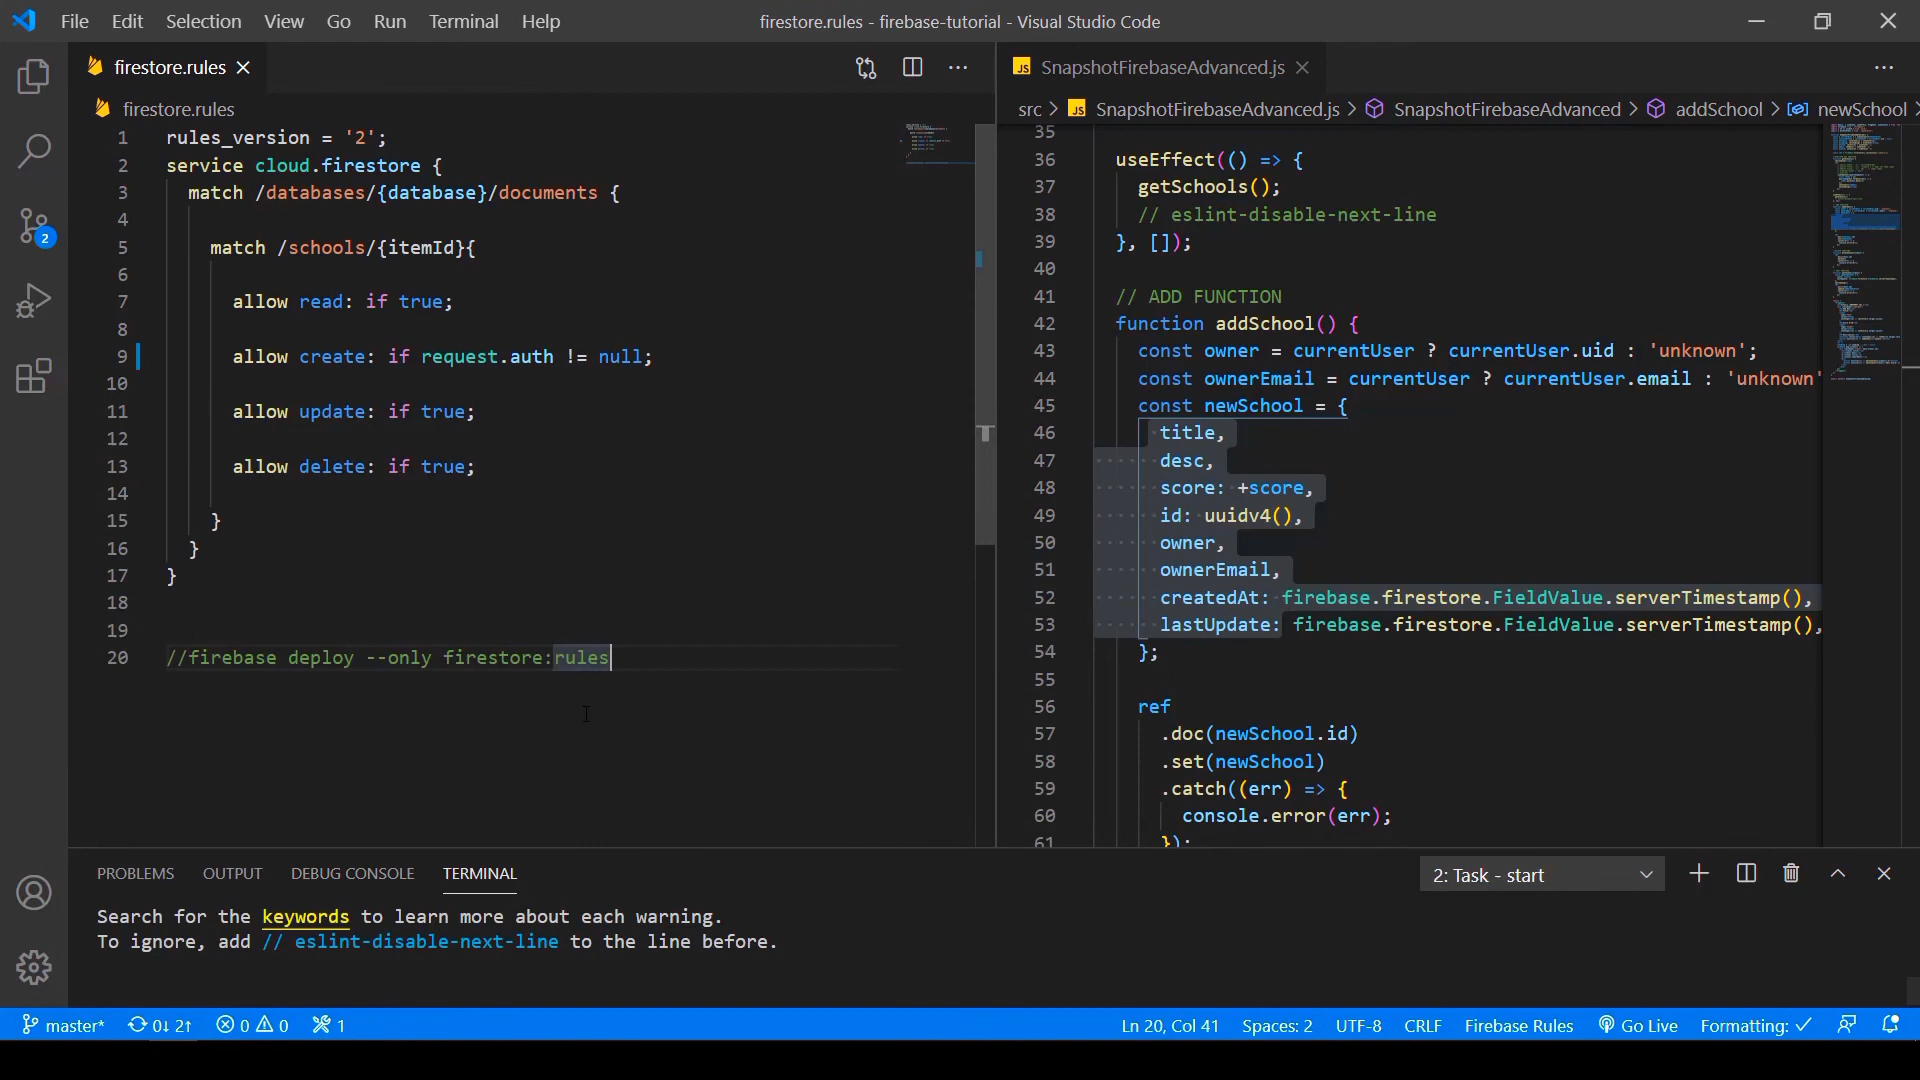 File Edit Selection View Go Run Terminal Help
firestore.rules - firebase-tutorial - Visual Studio Code
firestore.rules
firestore.rules
1 rules_version = '2';
2 service cloud.firestore {
3 match /databases/{database}/documents {
4
5 match /schools/{itemId}{
6
7 allow read: if true;
8
9 allow create: if request.auth != null;
10
11 allow update: if true;
12
13 allow delete: if true;
14
15 }
16 }
17 }
18
19
20 //firebase deploy --only firestore:rules
SnapshotFirebaseAdvanced.js
src > SnapshotFirebaseAdvanced.js > SnapshotFirebaseAdvanced > addSchool > newSchool >
35
36 useEffect(() => {
37 getSchools();
38 // eslint-disable-next-line
39 }, []);
40
41 // ADD FUNCTION
42 function addSchool() {
43 const owner = currentUser ? currentUser.uid : 'unknown';
44 const ownerEmail = currentUser ? currentUser.email : 'unknown'
45 const newSchool = {
46 title,
47 desc,
48 score: +score,
49 id: uuidv4(),
50 owner,
51 ownerEmail,
52 createdAt: firebase.firestore.FieldValue.serverTimestamp(),
53 lastUpdate: firebase.firestore.FieldValue.serverTimestamp(),
54 };
55
56 ref
57 .doc(newSchool.id)
58 .set(newSchool)
59 .catch((err) => {
60 console.error(err);
61 });
PROBLEMS OUTPUT DEBUG CONSOLE TERMINAL
2: Task - start
Search for the keywords to learn more about each warning.
To ignore, add // eslint-disable-next-line to the line before.
2
master* 0↓ 2↑ 0 0 1
Ln 20, Col 41 Spaces: 2 UTF-8 CRLF Firebase Rules Go Live Formatting: ✓